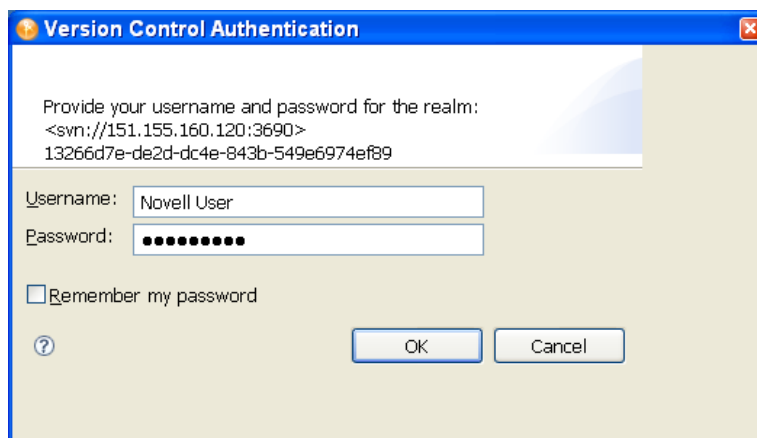 Version Control Authentication
Provide your username and password for the realm:
<svn://151.155.160.120:3690>
13266d7e-de2d-dc4e-843b-549e6974ef89
Username: Novell User
Password: ●●●●●●●●●
Remember my password
? OK Cancel